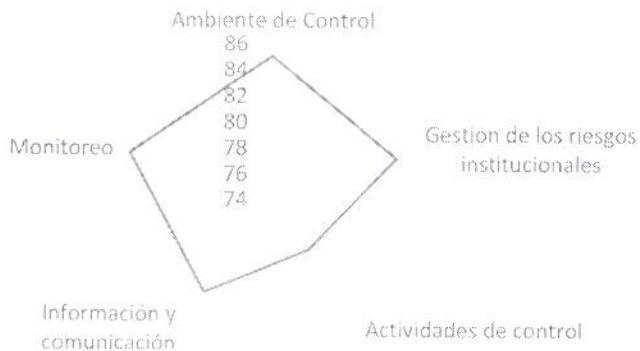 Ambiente de Control
86
84
82
80
78
76
74
Monitoreo
Gestión de los riesgos
institucionales
Información y
comunicación
Actividades de control